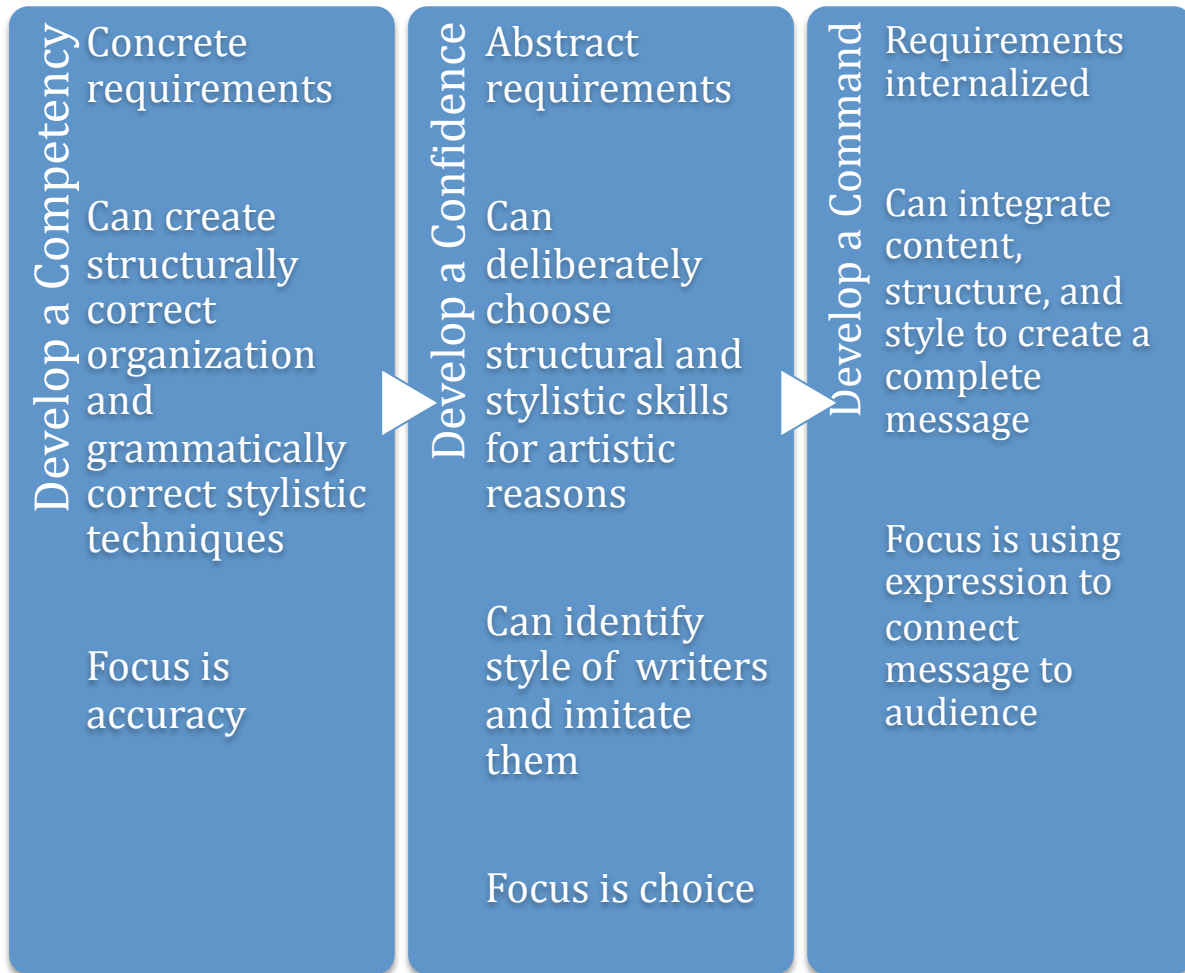 Develop a Competency
Concrete
requirements
Can create
structurally
correct
organization
and
grammatically
correct stylistic
techniques
Focus is
accuracy
Develop a Confidence
Abstract
requirements
Can
deliberately
choose
structural and
stylistic skills
for artistic
reasons
Can identify
style of  writers
and imitate
them
Focus is choice
Develop a Command
Requirements
internalized
Can integrate
content,
structure, and
style to create a
complete
message
Focus is using
expression to
connect
message to
audience